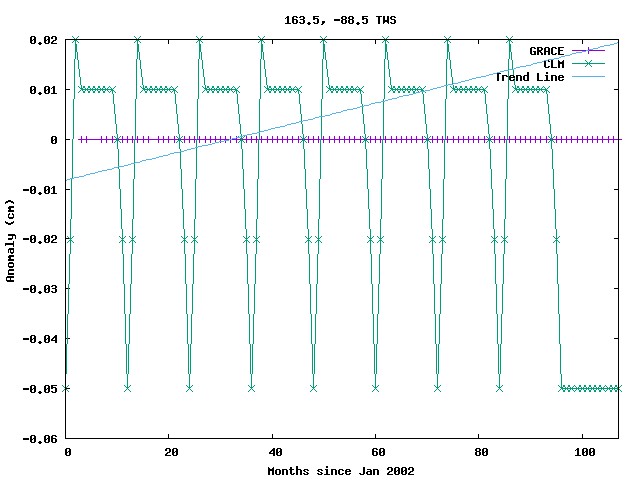 163.5, -88.5 TWS
GRACE
CLM
Trend Line
0.02
0.01
0
-0.01
-0.02
-0.03
-0.04
-0.05
-0.06
Anomaly (cm)
0 20 40 60 80 100
Months since Jan 2002